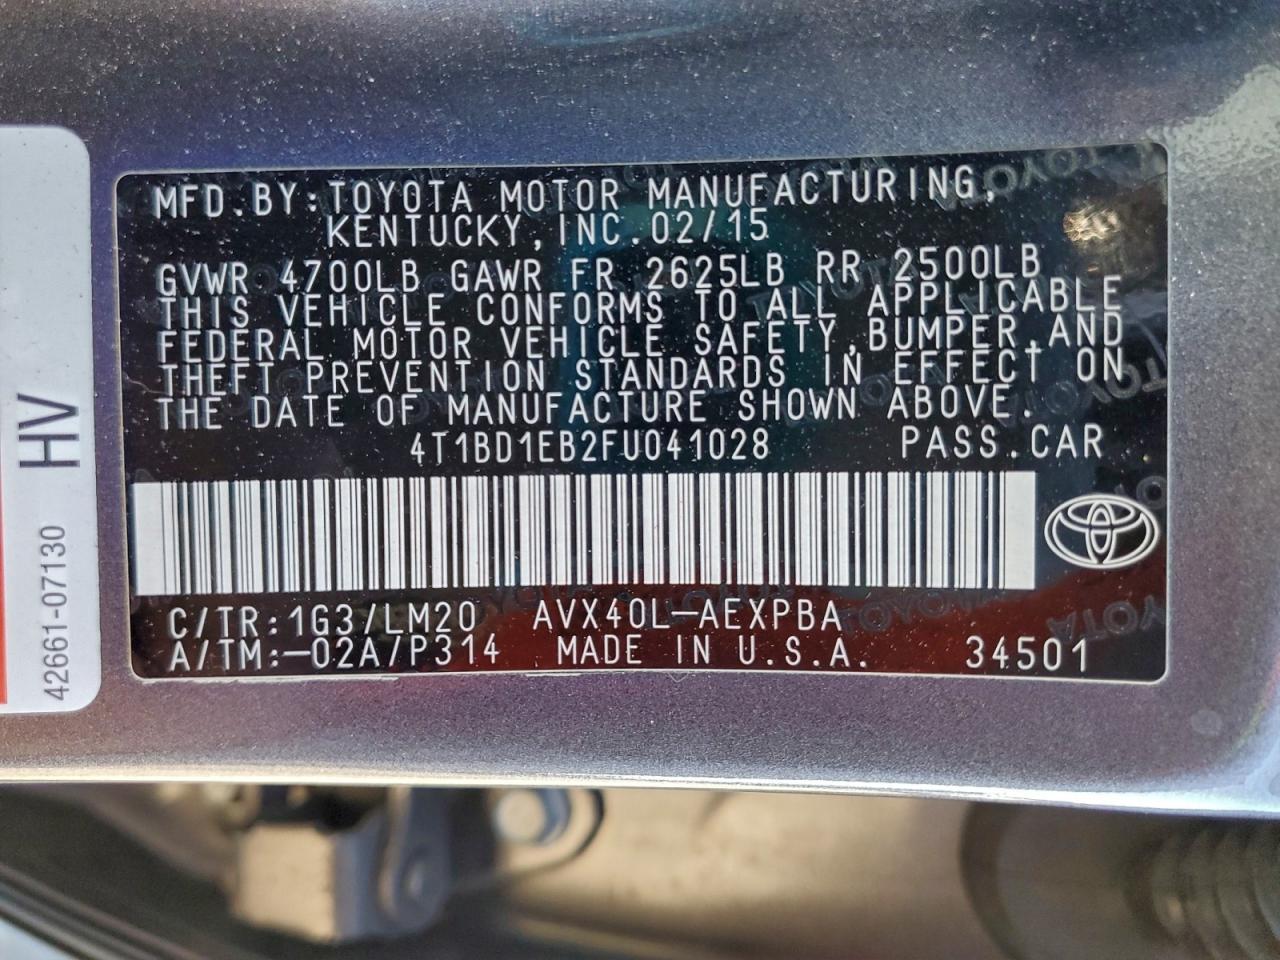 MFD.BY:TOYOTA MOTOR MANUFACTURING,
KENTUCKY,INC.02/15
GVWR 4700LB GAWR FR 2625LB RR 2500LB
THIS VEHICLE CONFORMS TO ALL APPLICABLE
FEDERAL MOTOR VEHICLE SAFETY,BUMPER,AND
THEFT PREVENTION STANDARDS IN EFFECT ON
THE DATE OF MANUFACTURE SHOWN ABOVE.
4T1BD1EB2FU041028 PASS.CAR
C/TR:1G3/LM20 AVX40L-AEXPBA
A/TM:-02A/P314 MADE IN U.S.A. 34501
HV
42661-07130